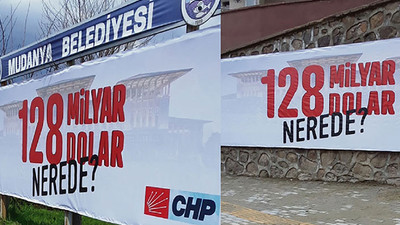 MUDANYA BELEDİYESİ
128 MİLYAR
DOLAR
NEREDE?
CHP
128 MİLYAR
DOLAR
NEREDE?